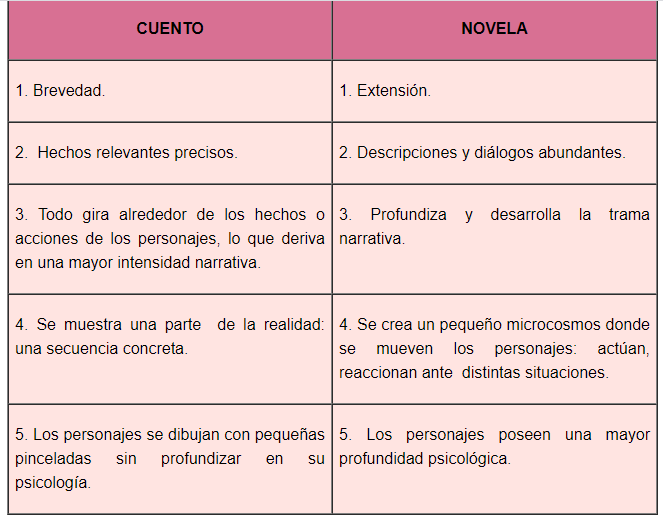 CUENTO
NOVELA
1. Brevedad.
1. Extensión.
2. Hechos relevantes precisos.
2. Descripciones y diálogos abundantes.
3. Todo gira alrededor de los hechos o
acciones de los personajes, lo que deriva
en una mayor intensidad narrativa.
3. Profundiza y desarrolla la trama
narrativa.
4. Se muestra una parte de la realidad:
una secuencia concreta.
4. Se crea un pequeño microcosmos donde
se mueven los personajes: actúan,
reaccionan ante distintas situaciones.
5. Los personajes se dibujan con pequeñas
pinceladas sin profundizar en su
psicología.
5. Los personajes poseen una mayor
profundidad psicológica.